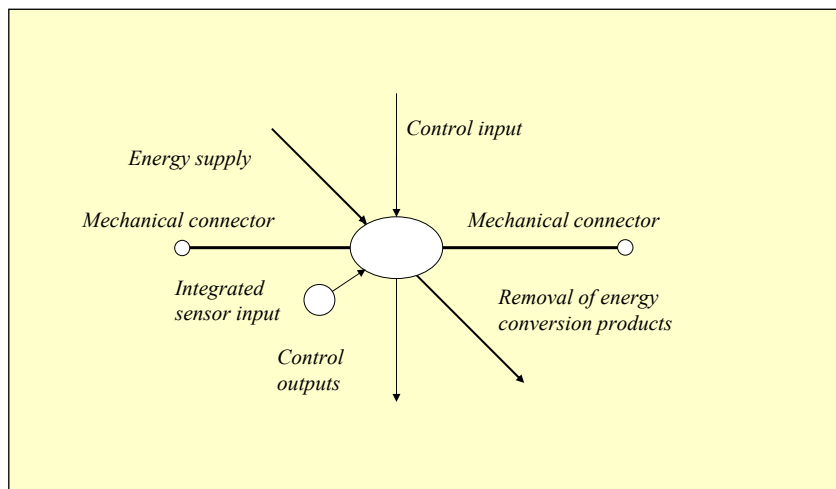 Control input
Energy supply
Mechanical connector
Mechanical connector
Integrated
sensor input
Removal of energy
conversion products
Control
outputs